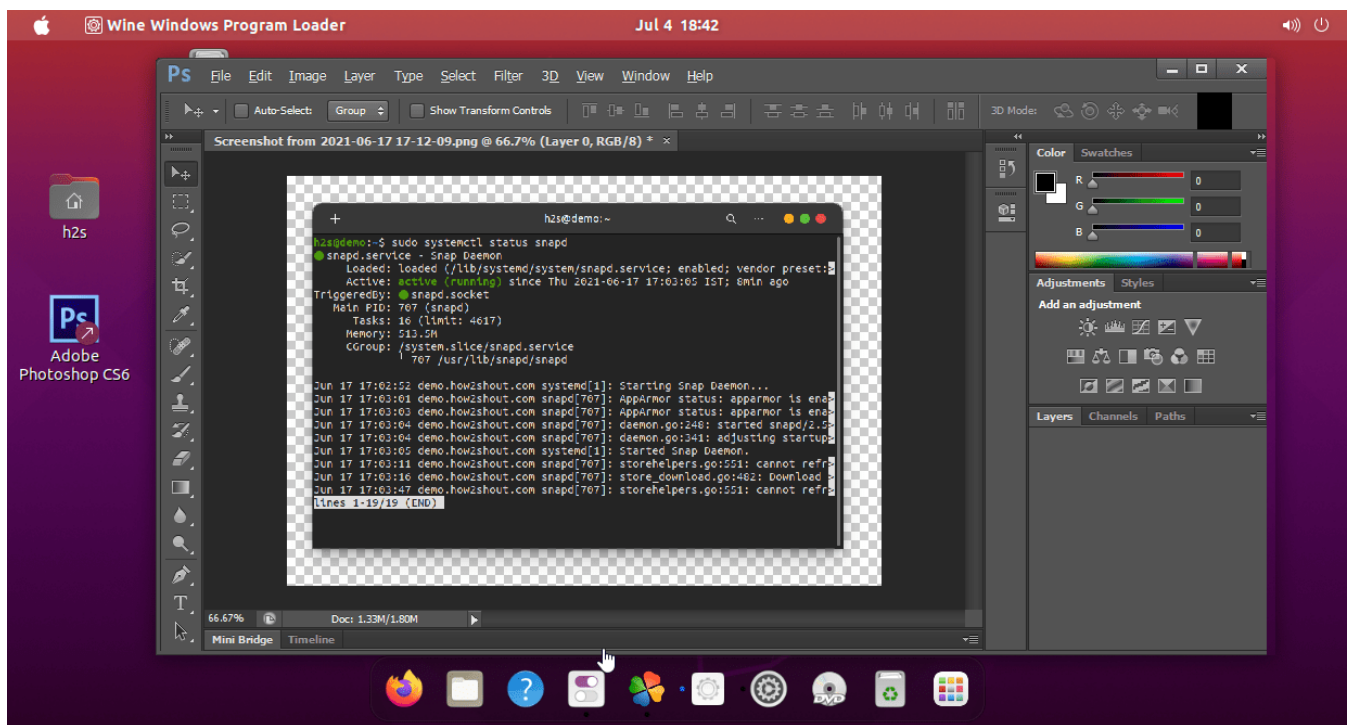 Wine Windows Program Loader
Jul 4 18:42
Ps File Edit Image Layer Type Select Filter 3D View Window Help
Auto-Select: Group Show Transform Controls 3D Mode:
Screenshot from 2021-06-17 17-12-09.png @ 66.7% (Layer 0, RGB/8) * ×
h2s
Ps
Adobe
Photoshop CS6
h2s@demo:~
h2s@demo:~$ sudo systemctl status snapd
snapd.service - Snap Daemon
Loaded: loaded (/lib/systemd/system/snapd.service; enabled; vendor preset:>
Active: active (running) since Thu 2021-06-17 17:03:05 IST; 8min ago
TriggeredBy: snapd.socket
Main PID: 707 (snapd)
Tasks: 16 (limit: 4617)
Memory: 513.5M
CGroup: /system.slice/snapd.service
└ 707 /usr/lib/snapd/snapd
Jun 17 17:02:52 demo.how2shout.com systemd[1]: Starting Snap Daemon...
Jun 17 17:03:01 demo.how2shout.com snapd[707]: AppArmor status: apparmor is ena>
Jun 17 17:03:03 demo.how2shout.com snapd[707]: AppArmor status: apparmor is ena>
Jun 17 17:03:04 demo.how2shout.com snapd[707]: daemon.go:248: started snapd/2.5>
Jun 17 17:03:04 demo.how2shout.com snapd[707]: daemon.go:341: adjusting startup>
Jun 17 17:03:05 demo.how2shout.com systemd[1]: Started Snap Daemon.
Jun 17 17:03:11 demo.how2shout.com snapd[707]: storehelpers.go:551: cannot refr>
Jun 17 17:03:16 demo.how2shout.com snapd[707]: store_download.go:482: Download >
Jun 17 17:03:47 demo.how2shout.com snapd[707]: storehelpers.go:551: cannot refr>
lines 1-19/19 (END)
66.67% Doc: 1.33M/1.80M
Mini Bridge Timeline
Color Swatches
R 0
G 0
B 0
Adjustments Styles
Add an adjustment
Layers Channels Paths
DVD